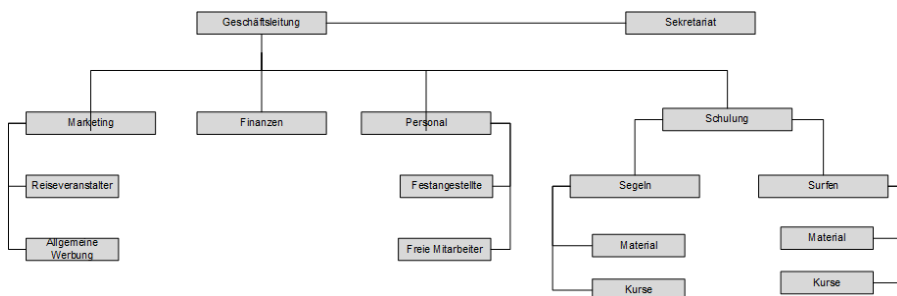 Geschäftsleitung
Sekretariat
Marketing
Finanzen
Personal
Schulung
Reiseveranstalter
Festangestellte
Segeln
Surfen
Allgemeine
Werbung
Freie Mitarbeiter
Material
Material
Kurse
Kurse